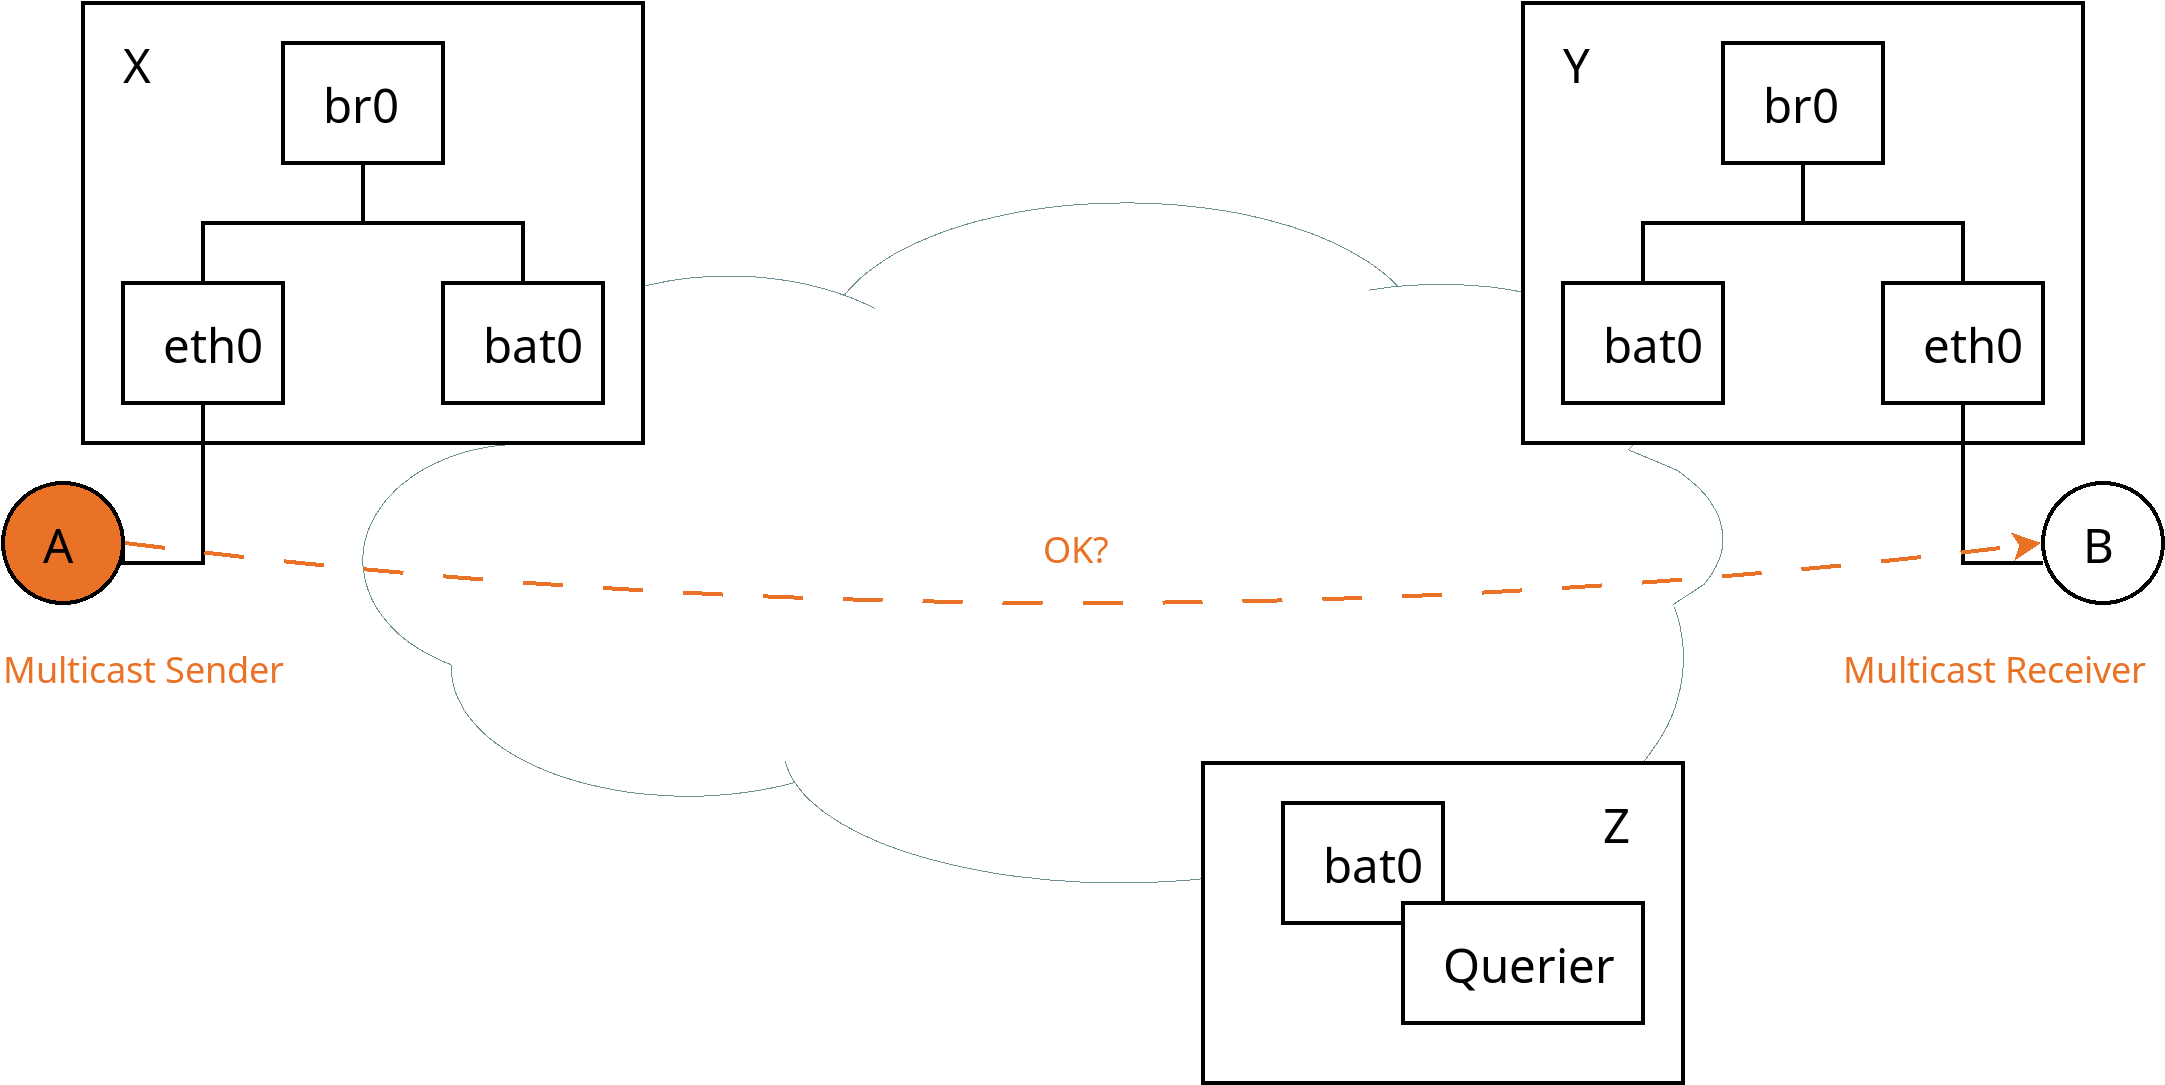 X
br0
eth0
bat0
Y
br0
bat0
eth0
A
OK?
B
Multicast Sender
Multicast Receiver
Z
bat0
Querier